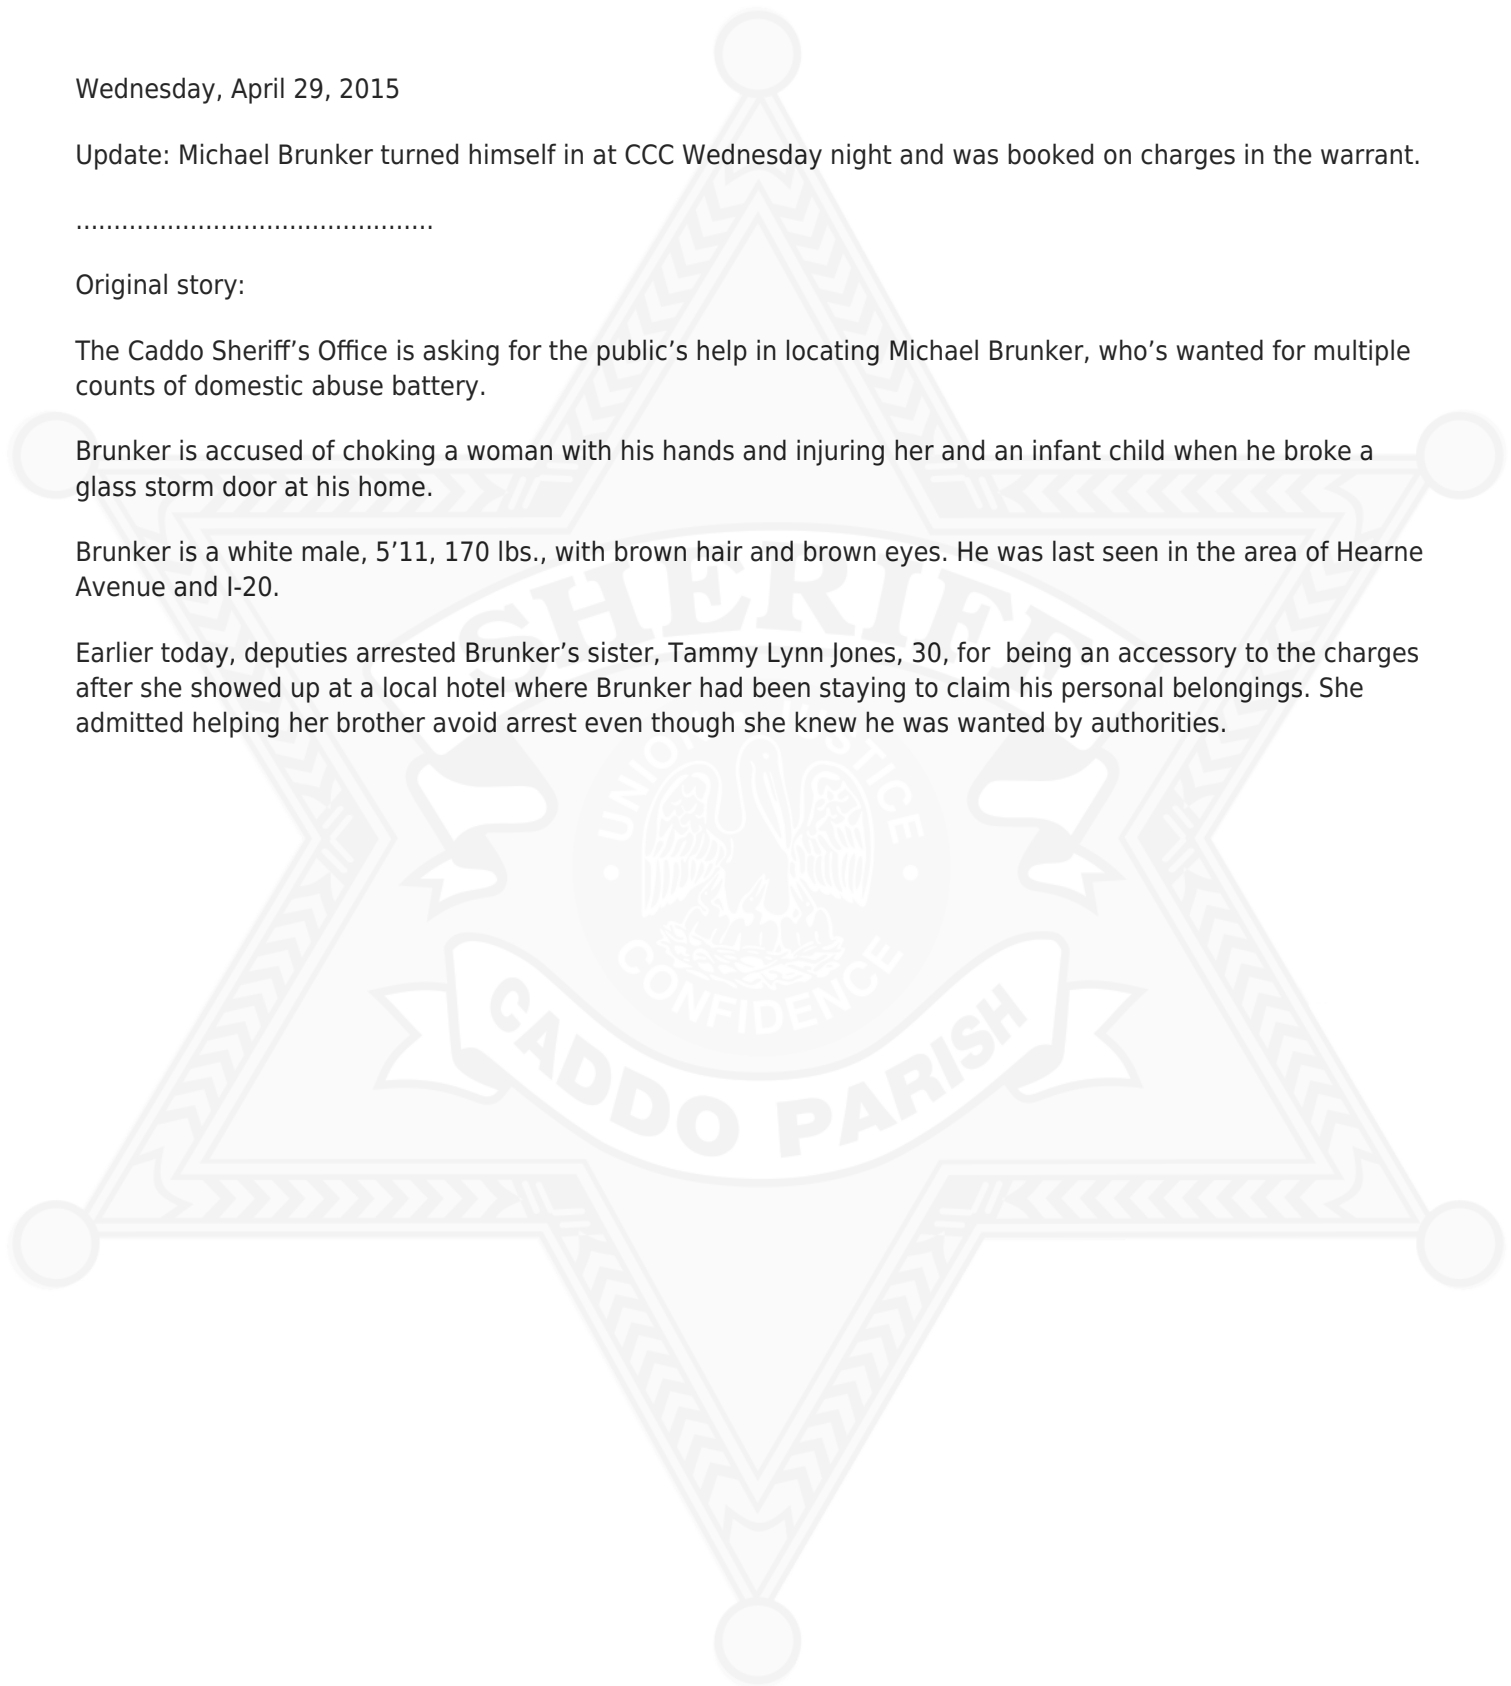 Wednesday, April 29, 2015
Update: Michael Brunker turned himself in at CCC Wednesday night and was booked on charges in the warrant.
...............................................
Original story:
The Caddo Sheriff’s Office is asking for the public’s help in locating Michael Brunker, who’s wanted for multiple
counts of domestic abuse battery.
Brunker is accused of choking a woman with his hands and injuring her and an infant child when he broke a
glass storm door at his home.
Brunker is a white male, 5’11, 170 lbs., with brown hair and brown eyes. He was last seen in the area of Hearne
Avenue and I-20.
Earlier today, deputies arrested Brunker’s sister, Tammy Lynn Jones, 30, for  being an accessory to the charges
after she showed up at a local hotel where Brunker had been staying to claim his personal belongings. She
admitted helping her brother avoid arrest even though she knew he was wanted by authorities.
SHERIFF
UNION JUSTICE
CONFIDENCE
CADDO PARISH